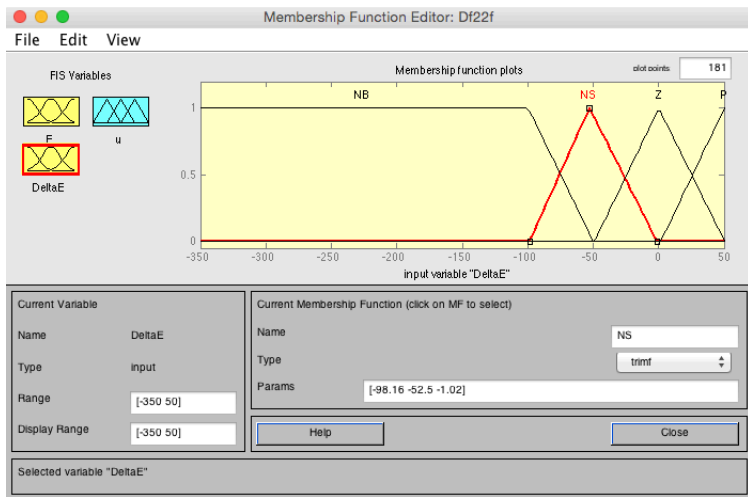 Membership Function Editor: Df22f
File Edit View
FIS Variables
E
u
DeltaE
Membership function plots
plot points
181
NB
NS
Z
P
1
0.5
0
-350
-300
-250
-200
-150
-100
-50
0
50
input variable "DeltaE"
Current Variable
Name DeltaE
Type input
Range [-350 50]
Display Range [-350 50]
Current Membership Function (click on MF to select)
Name NS
Type trimf
Params [-98.16 -52.5 -1.02]
Help Close
Selected variable "DeltaE"